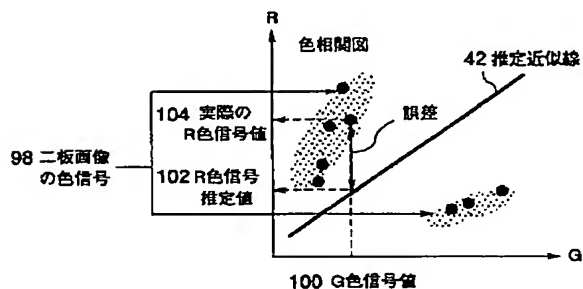 R
色相関図
42 推定近似線
104 実際の
R色信号値
誤差
98 二板画像
の色信号
102 R色信号
推定値
G
100 G色信号値